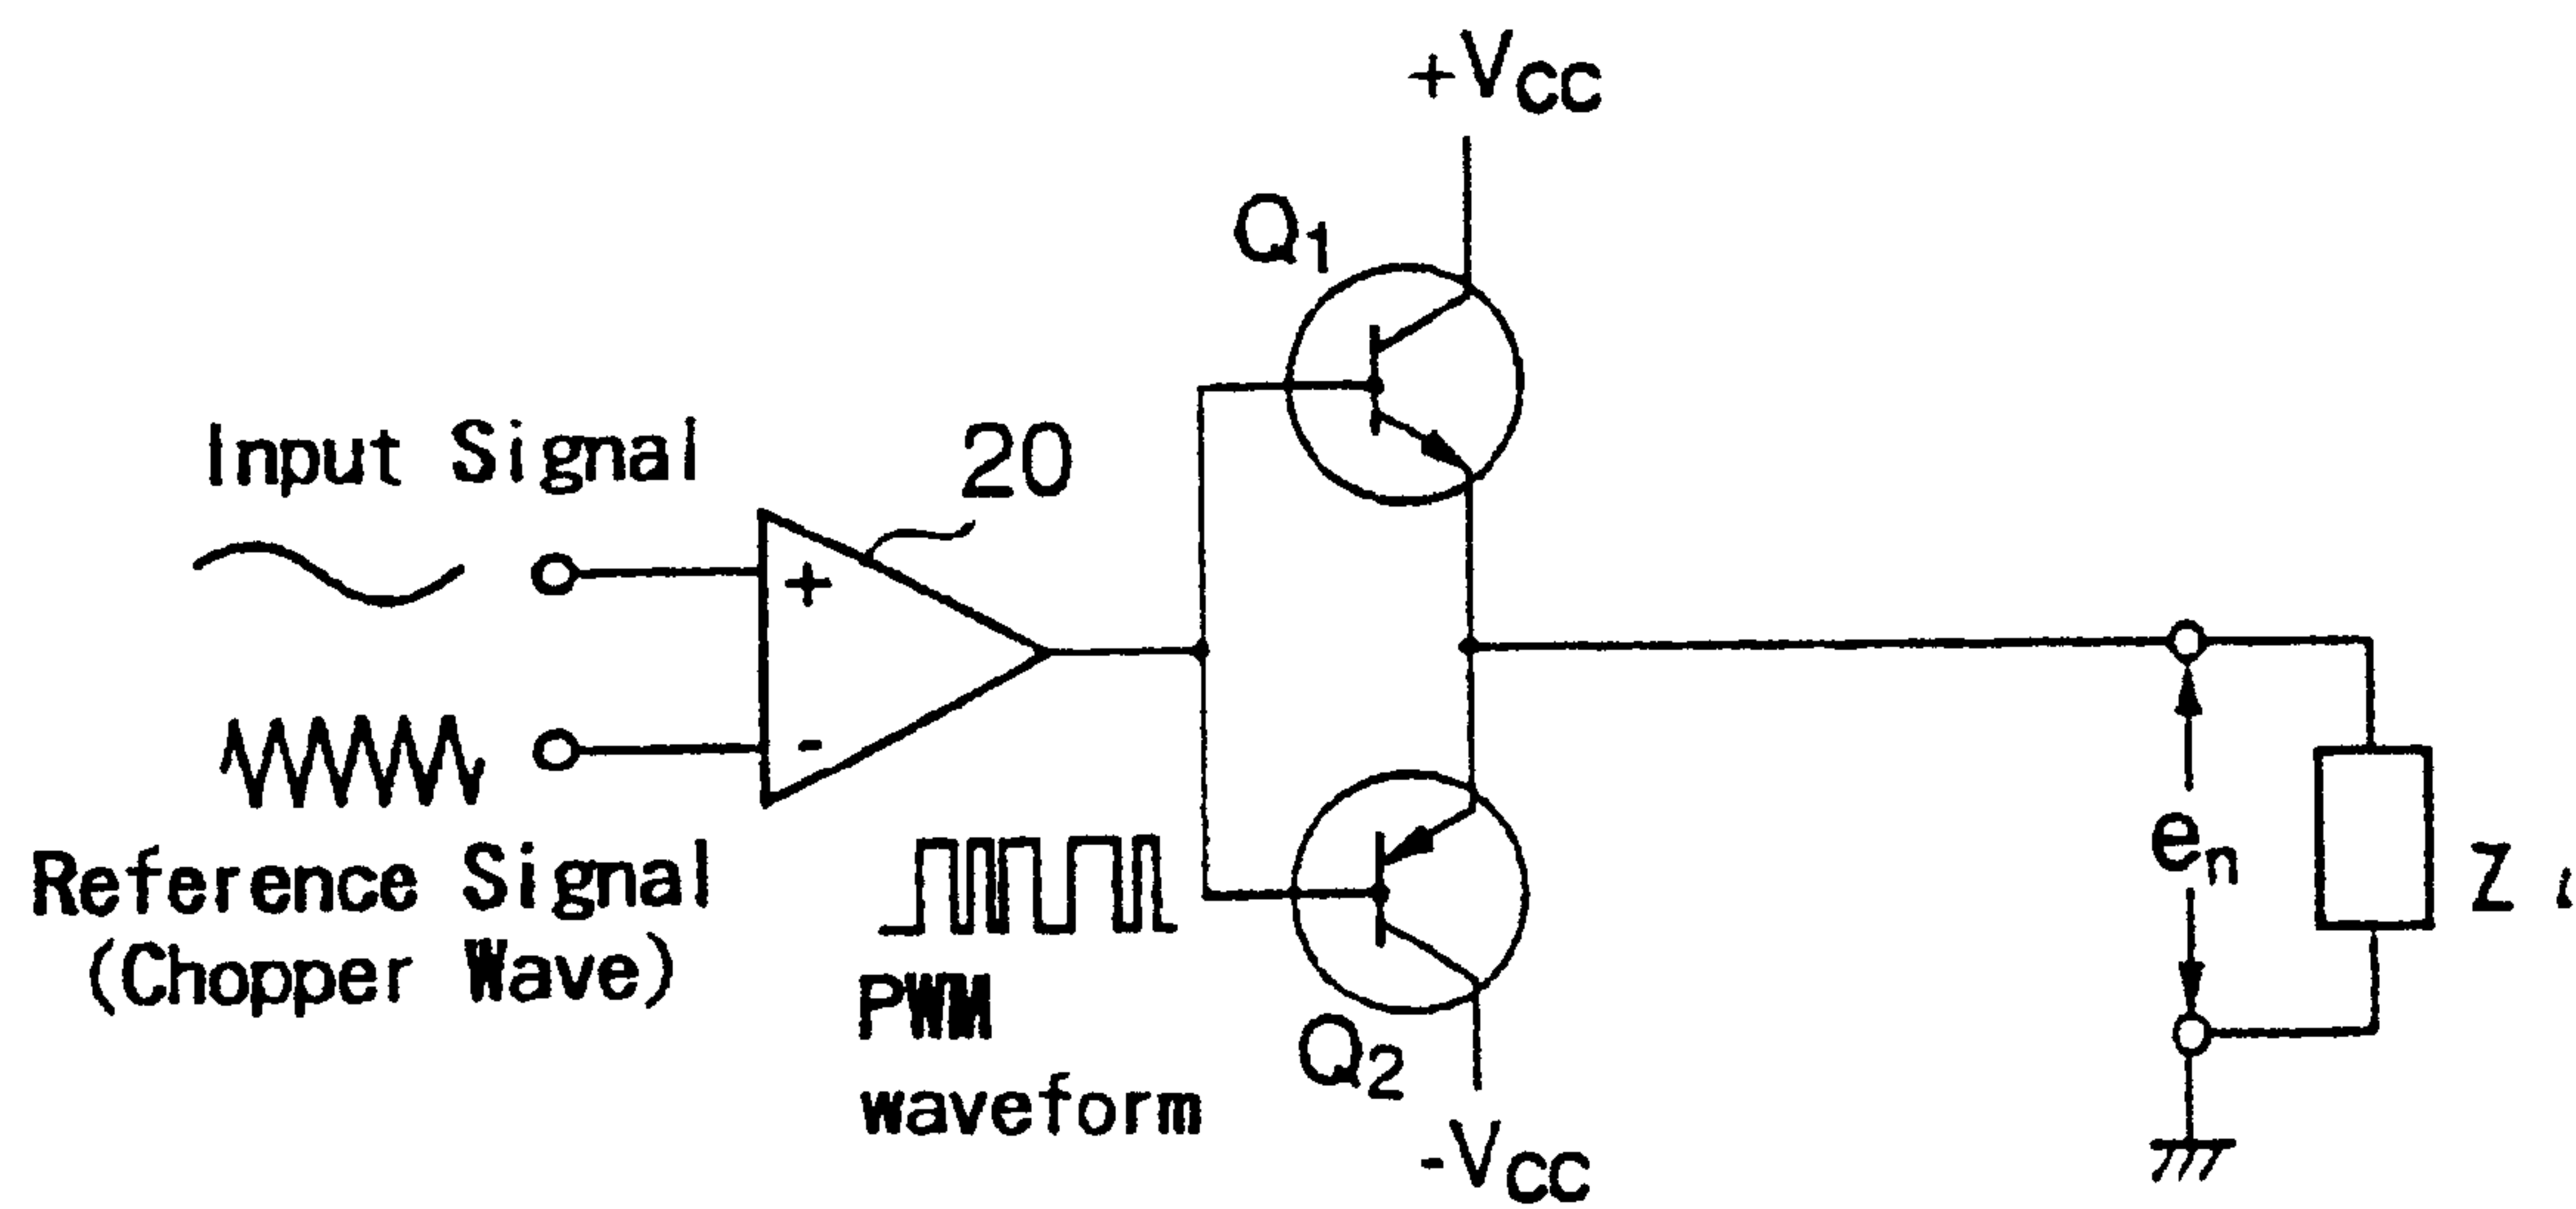 +VCC
Q1
Input Signal
20
+
-
Reference Signal
(Chopper Wave)
PWM
waveform
en
Q2
-VCC